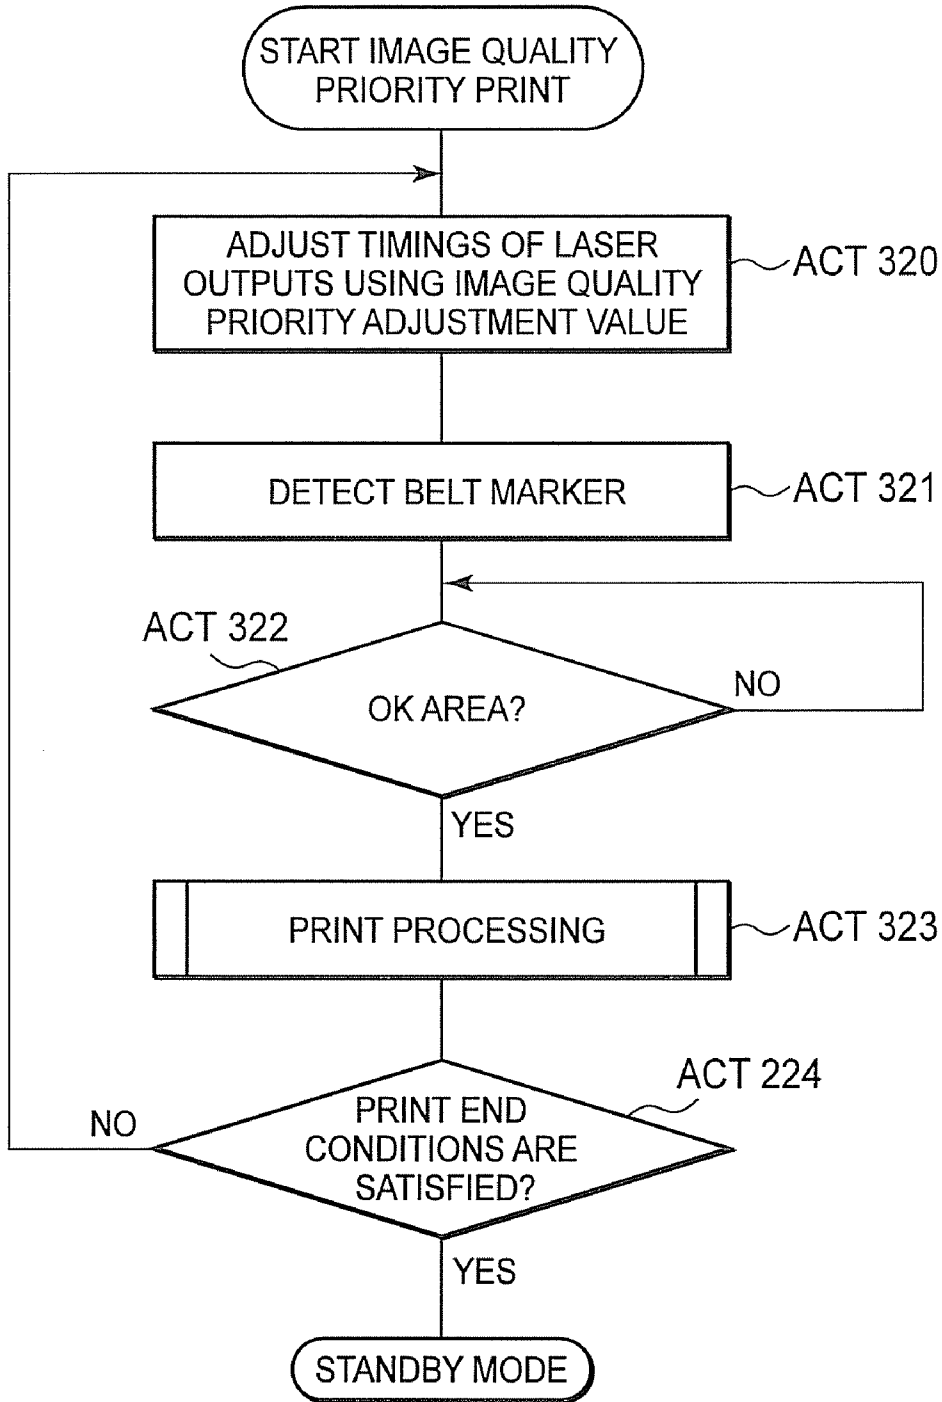 START IMAGE QUALITY
PRIORITY PRINT
ADJUST TIMINGS OF LASER
OUTPUTS USING IMAGE QUALITY
PRIORITY ADJUSTMENT VALUE
ACT 320
DETECT BELT MARKER
ACT 321
ACT 322
OK AREA?
NO
YES
PRINT PROCESSING
ACT 323
ACT 224
PRINT END
CONDITIONS ARE
SATISFIED?
NO
YES
STANDBY MODE